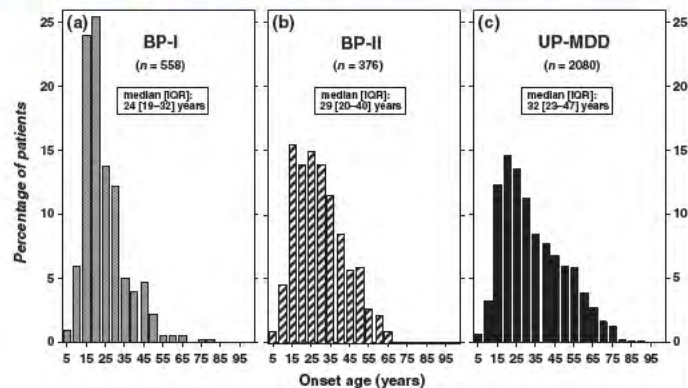 (a)
BP-I
(n = 558)
median [IQR]:
24 [19–32] years
(b)
BP-II
(n = 376)
median [IQR]:
29 [20–40] years
(c)
UP-MDD
(n = 2080)
median [IQR]:
32 [23–47] years
Percentage of patients
25
20
15
10
5
0
25
20
15
10
5
0
5 15 25 35 45 55 65 75 85 95
5 15 25 35 45 55 65 75 85 95
5 15 25 35 45 55 65 75 85 95
Onset age (years)